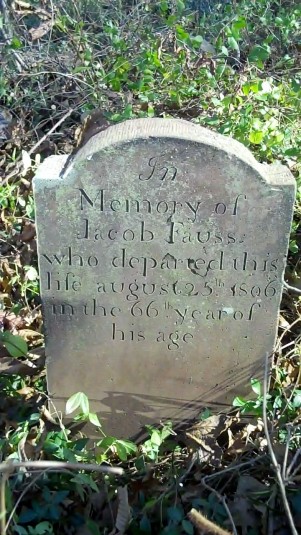 In
Memory of
Jacob Fauss:
who departed this
life august 25th 1806
in the 66th year of
his age